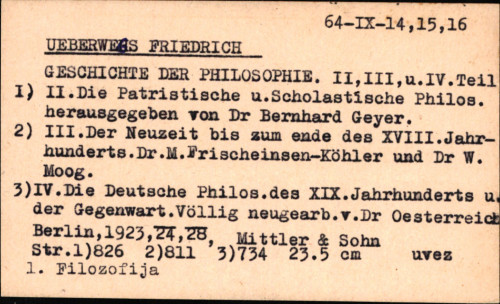 64-IX-14,15,16
UEBERWEGS FRIEDRICH
GESCHICHTE DER PHILOSOPHIE. II,III,u.IV.Teil
1) II.Die Patristische u.Scholastische Philos.
herausgegeben von Dr Bernhard Geyer.
2) III.Der Neuzeit bis zum ende des XVIII.Jahr-
hunderts.Dr.M.Frischeinsen-Köhler und Dr W.
Moog.
3)IV.Die Deutsche Philos.des XIX.Jahrhunderts u.
der Gegenwart.Völlig neugearb.v.Dr Oesterreich
Berlin,1923,24,28, Mittler & Sohn
Str.1)826 2)811 3)734 23.5 cm uvez
1. Filozofija